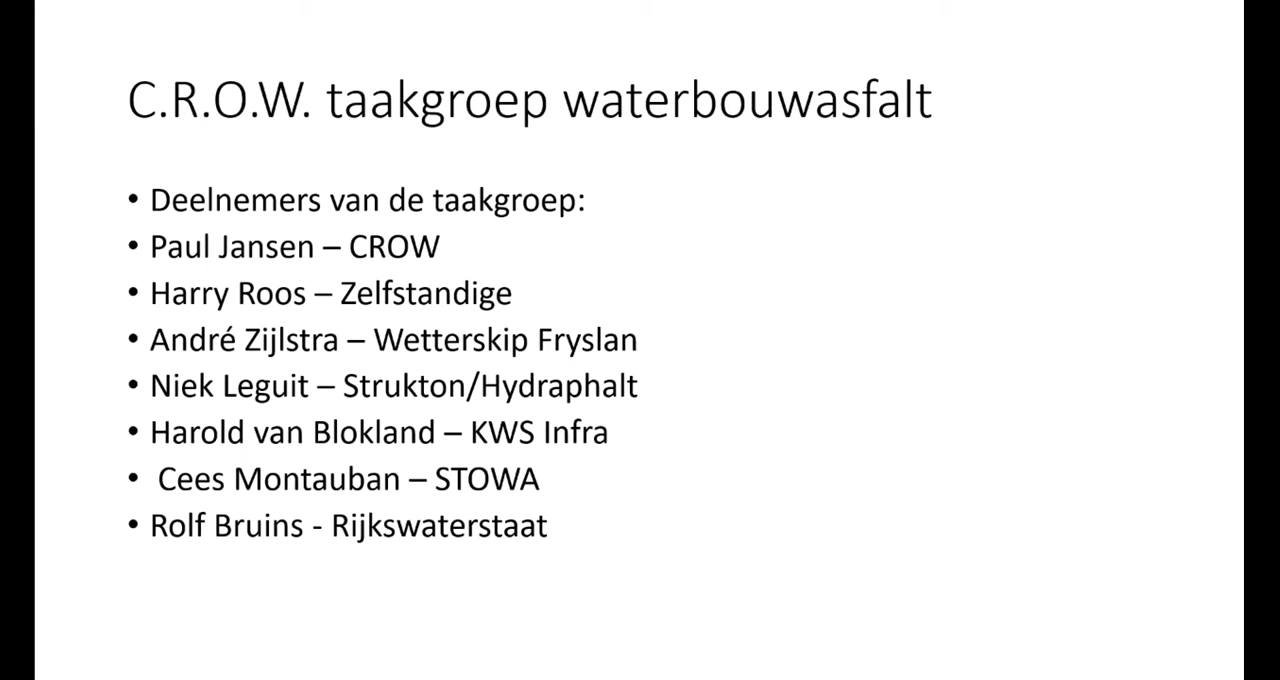 C.R.O.W. taakgroep waterbouwasfalt
• Deelnemers van de taakgroep:
• Paul Jansen – CROW
• Harry Roos – Zelfstandige
• André Zijlstra – Wetterskip Fryslan
• Niek Leguit – Strukton/Hydraphalt
• Harold van Blokland – KWS Infra
• Cees Montauban – STOWA
• Rolf Bruins - Rijkswaterstaat